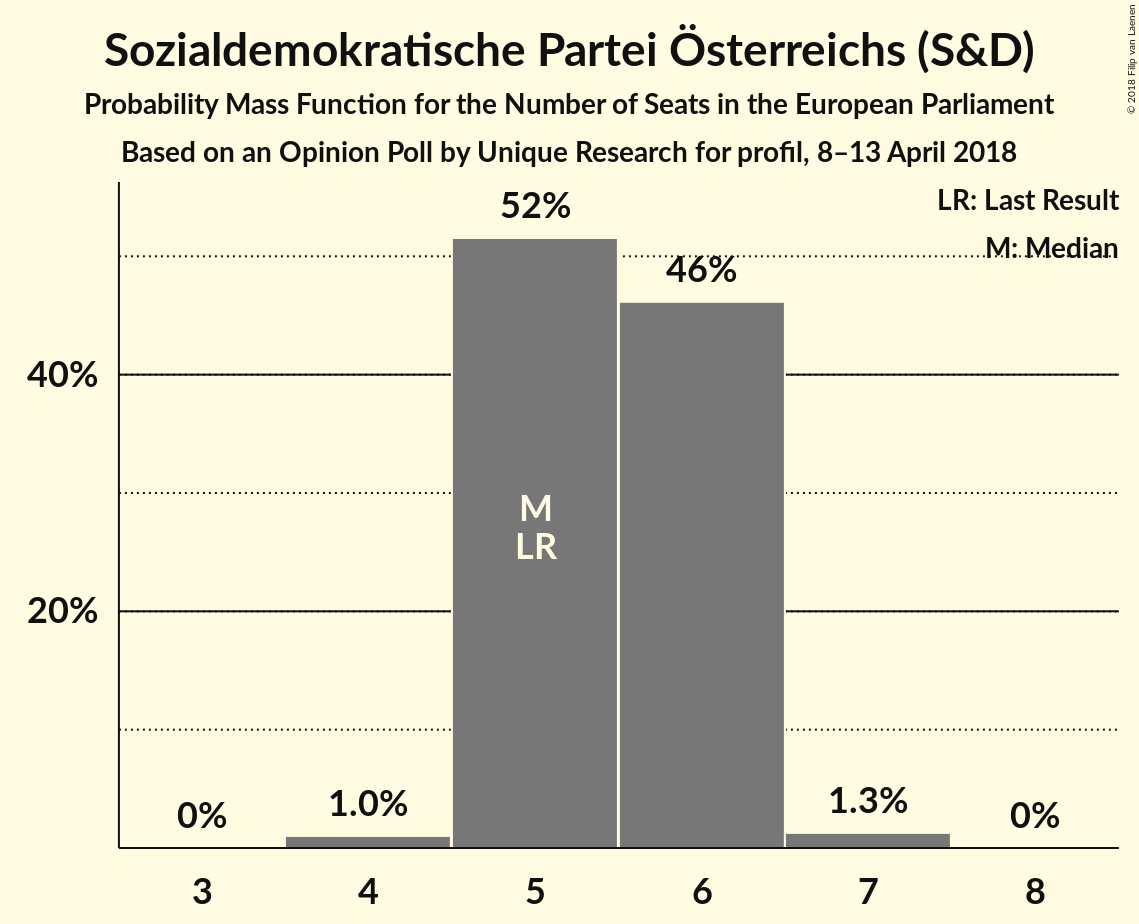 Sozialdemokratische Partei Österreichs (S&D)
Probability Mass Function for the Number of Seats in the European Parliament
Based on an Opinion Poll by Unique Research for profil, 8–13 April 2018
© 2018 Filip van Laenen
LR: Last Result
M: Median
52%
46%
40%
M
LR
20%
0%
1.0%
1.3%
0%
3
4
5
6
7
8